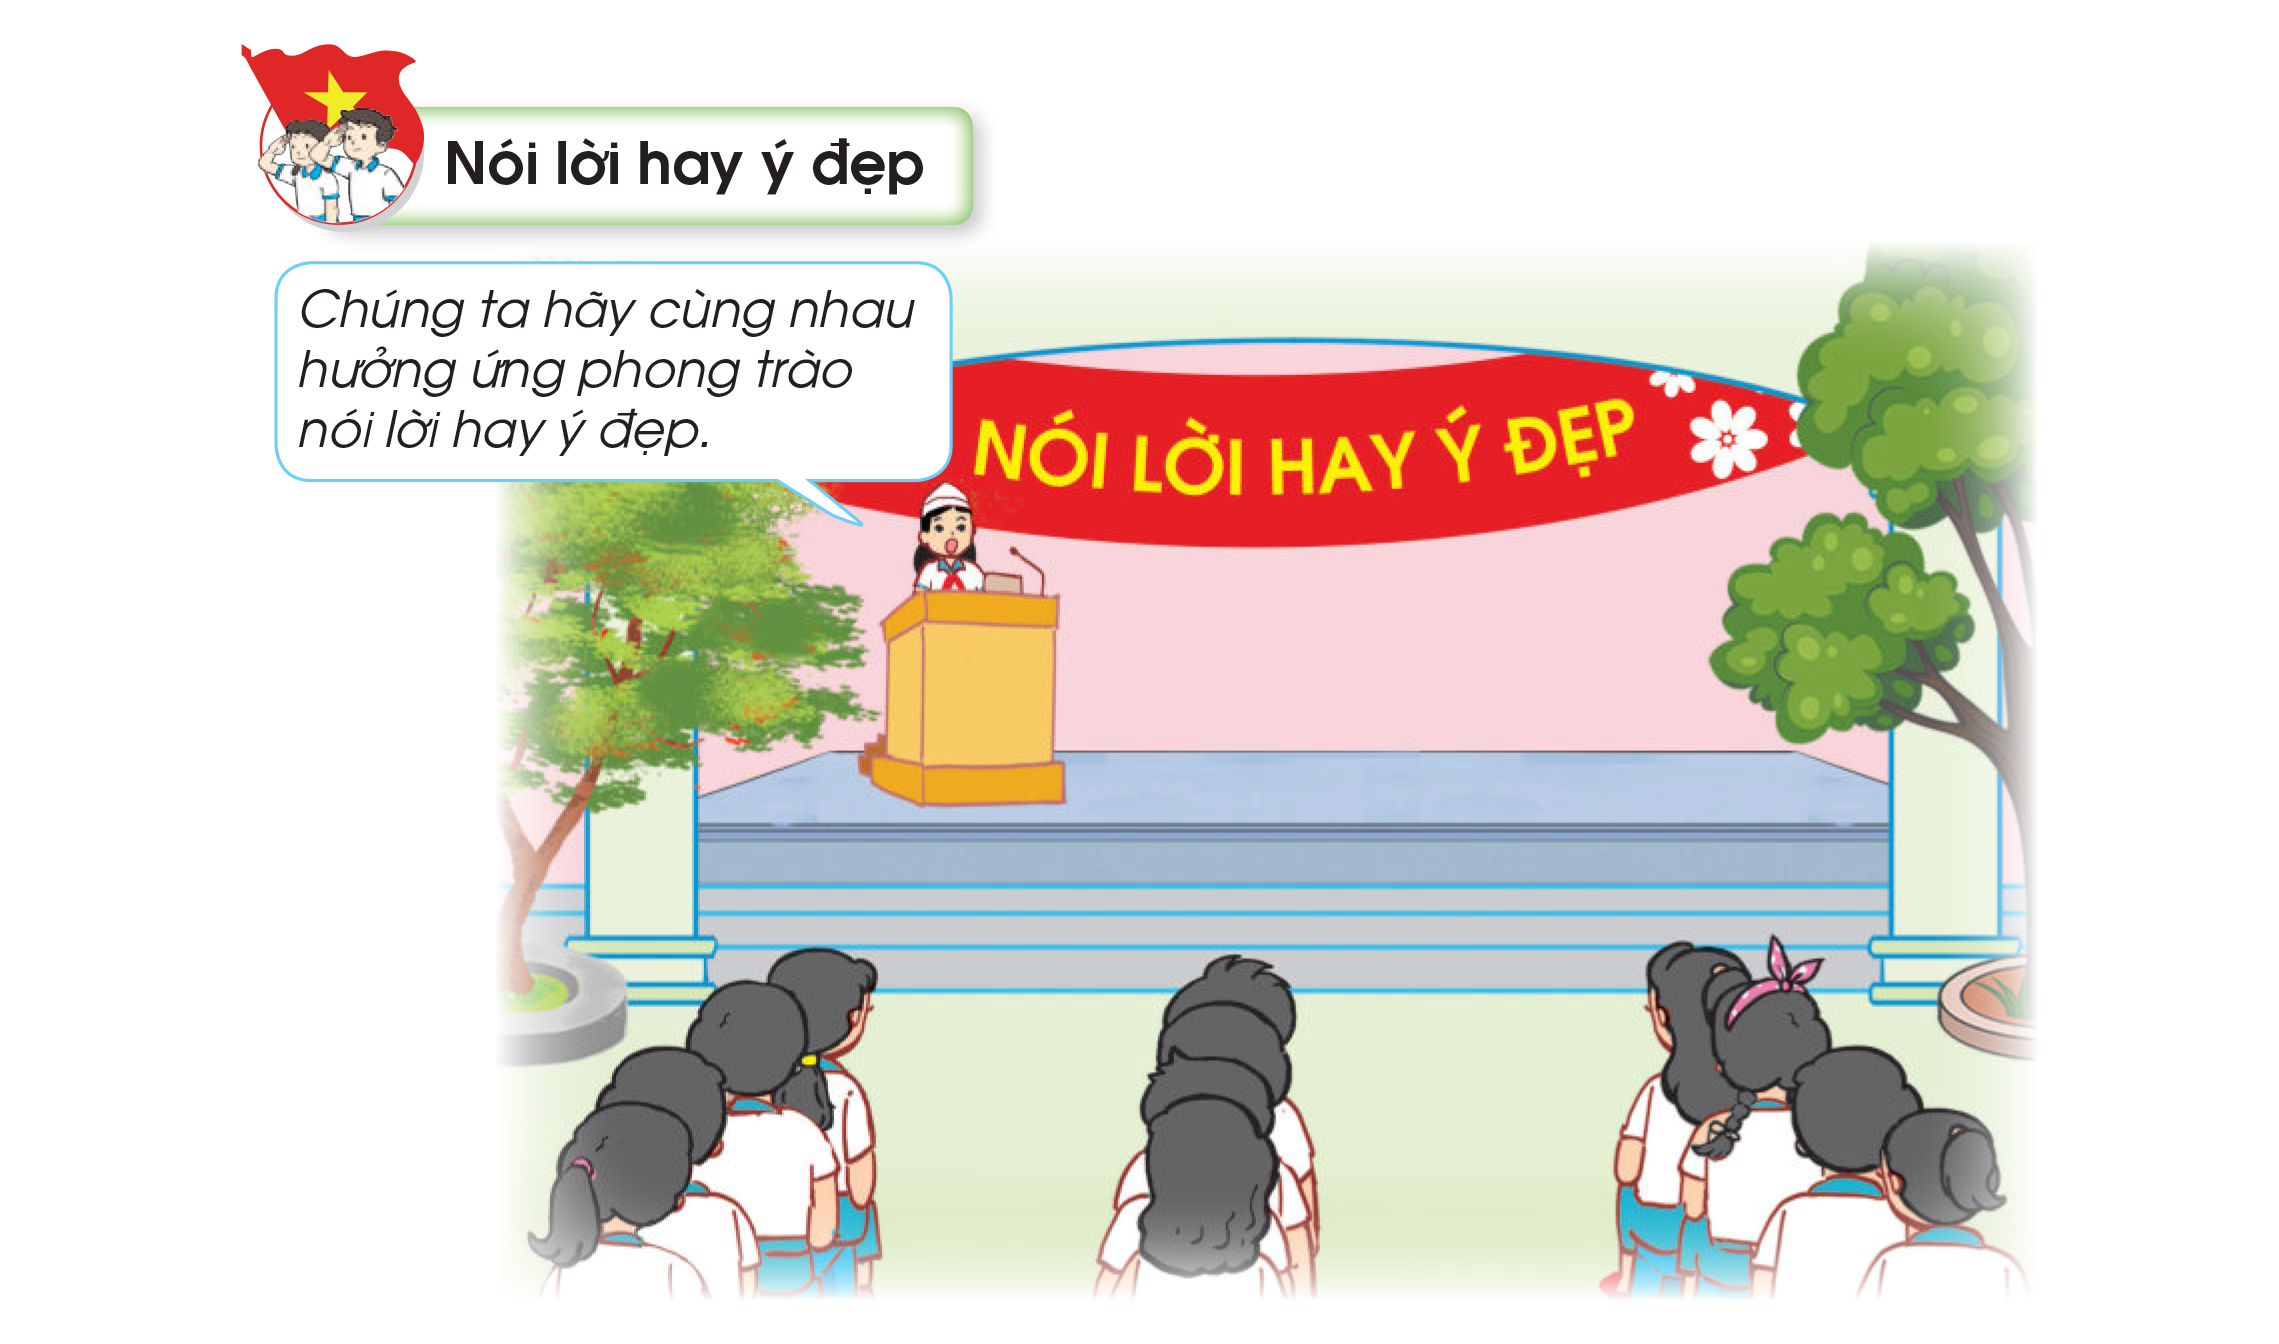 Nói lời hay ý đẹp
Chúng ta hãy cùng nhau
hưởng ứng phong trào
nói lời hay ý đẹp.
NÓI LỜI HAY Ý ĐẸP